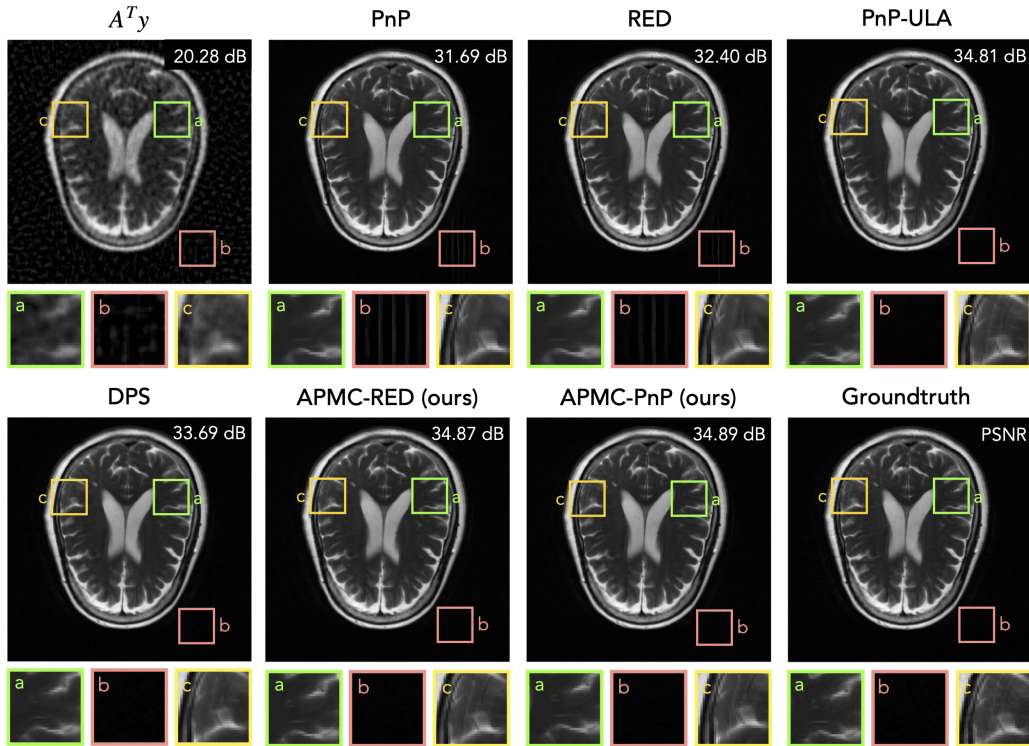 Aᵀy PnP RED PnP-ULA
20.28 dB 31.69 dB 32.40 dB 34.81 dB
c a a c a c a
b b b b
a b c a b c a b c a b c
DPS APMC-RED (ours) APMC-PnP (ours) Groundtruth
33.69 dB 34.87 dB 34.89 dB PSNR
c a c a c a c a
b b b b
a b c a b c a b c a b c